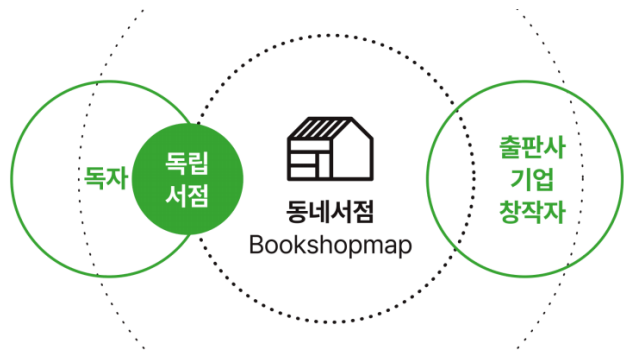 독자
독립
서점
동네서점
Bookshopmap
출판사
기업
창작자